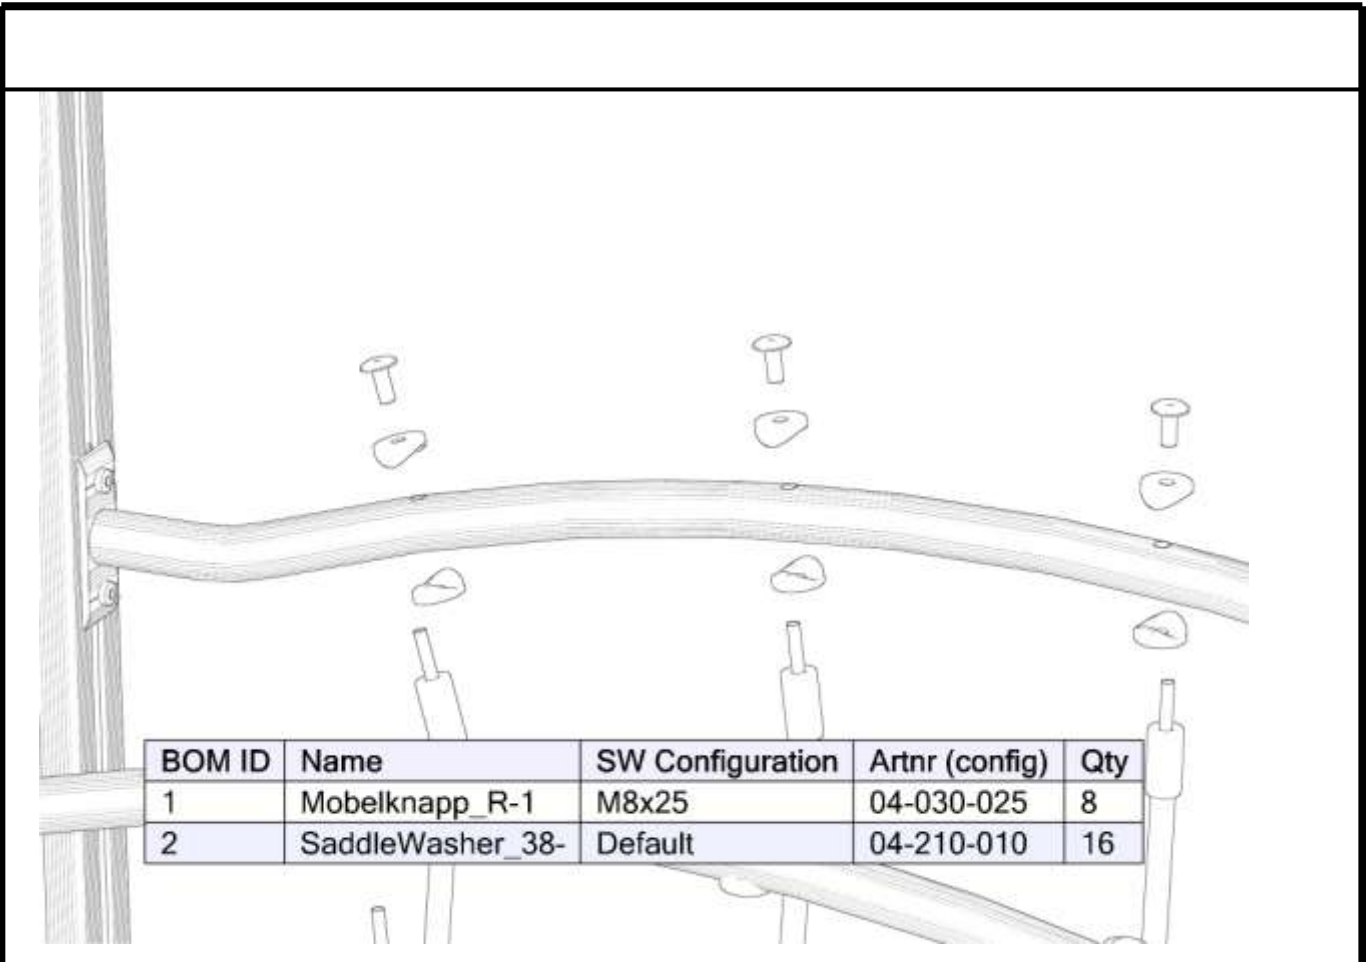 BOM ID Name SW Configuration Artnr (config) Qty
1 Mobelknapp_R-1 M8x25 04-030-025 8
2 SaddleWasher_38- Default 04-210-010 16